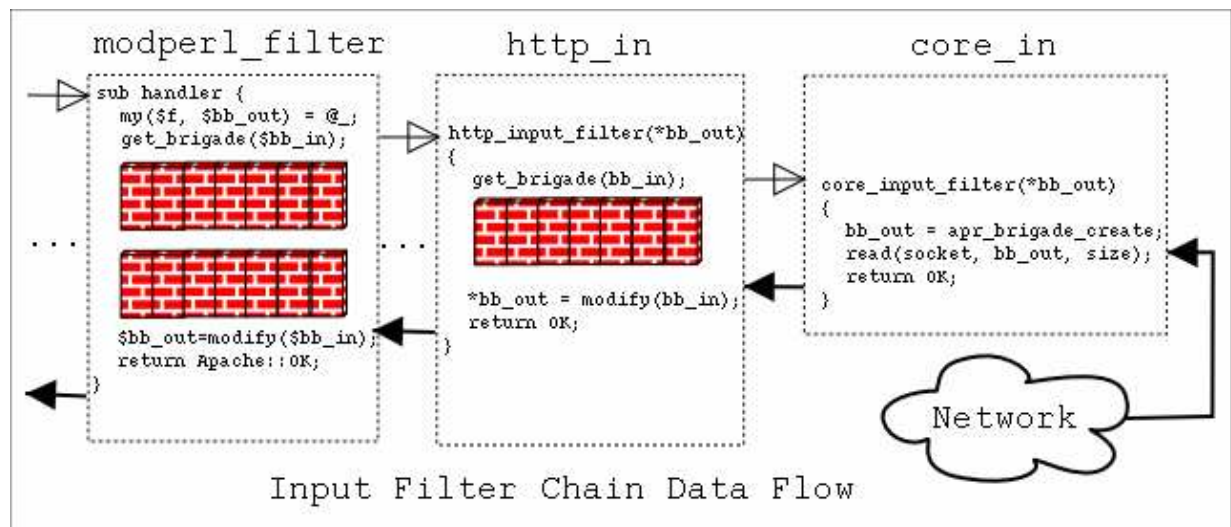 modperl_filter
sub handler {
my($f, $bb_out) = @_;
get_brigade($bb_in);
$bb_out=modify($bb_in);
return Apache::OK;
}
http_in
http_input_filter(*bb_out)
{
get_brigade(bb_in);
*bb_out = modify(bb_in);
return OK;
}
core_in
core_input_filter(*bb_out)
{
bb_out = apr_brigade_create;
read(socket, bb_out, size);
return OK;
}
...
...
Network
Input Filter Chain Data Flow